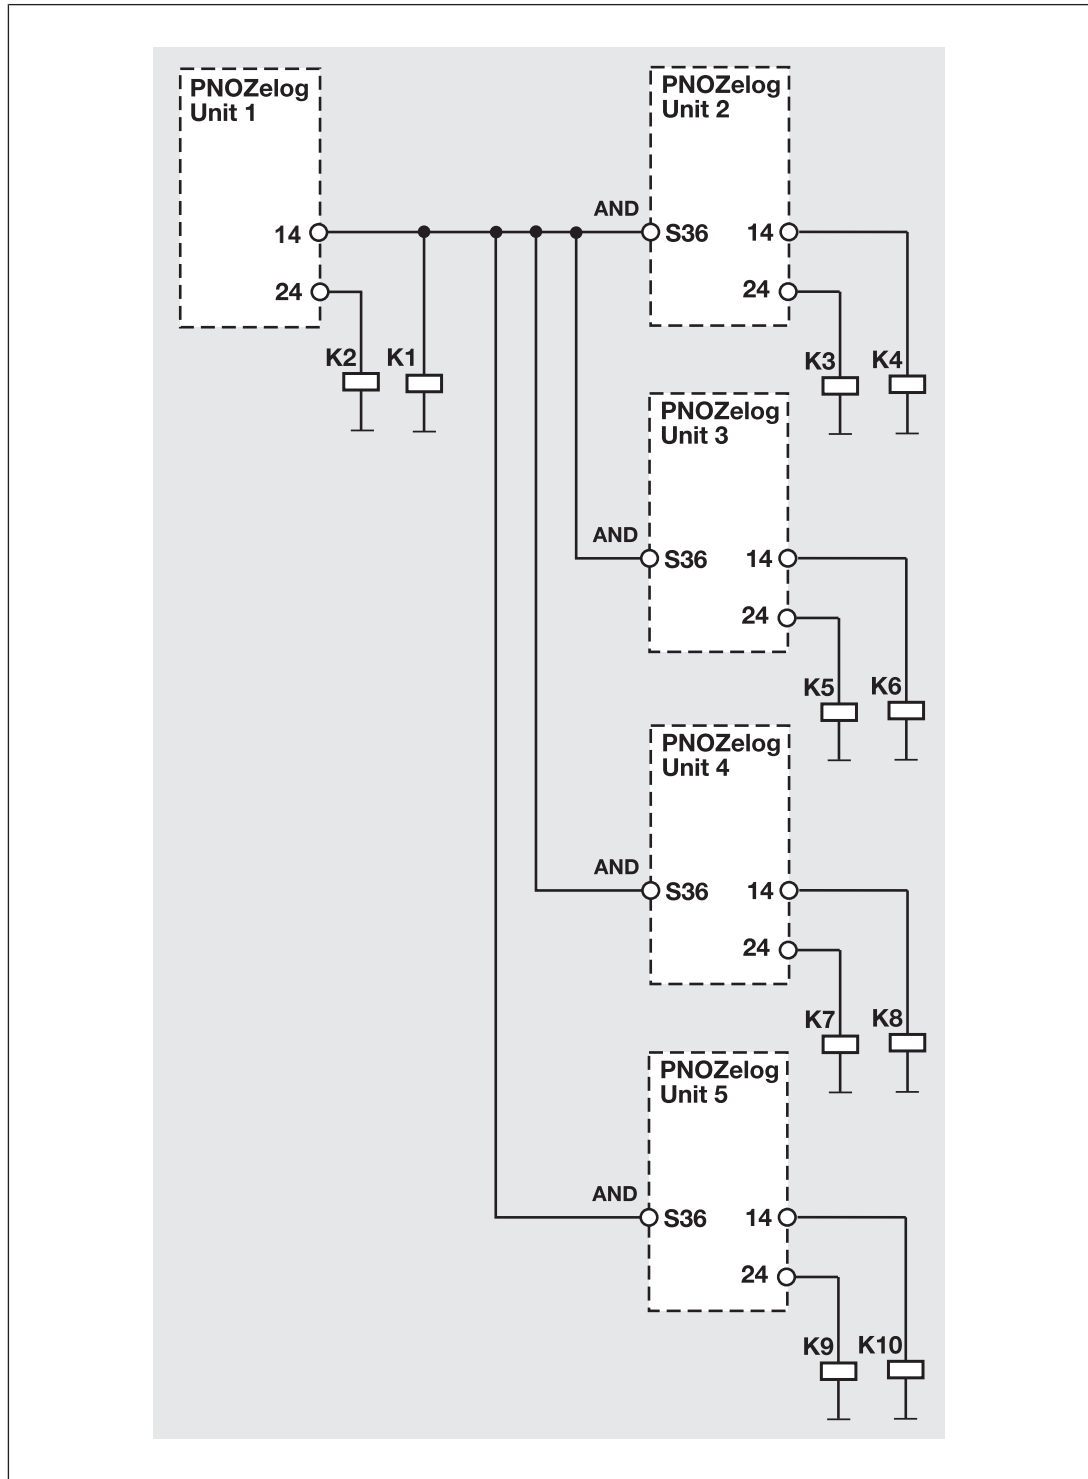 PNOZelog
Unit 1
14
24
K2
K1
PNOZelog
Unit 2
AND
S36
14
24
K3
K4
PNOZelog
Unit 3
AND
S36
14
24
K5
K6
PNOZelog
Unit 4
AND
S36
14
24
K7
K8
PNOZelog
Unit 5
AND
S36
14
24
K9
K10